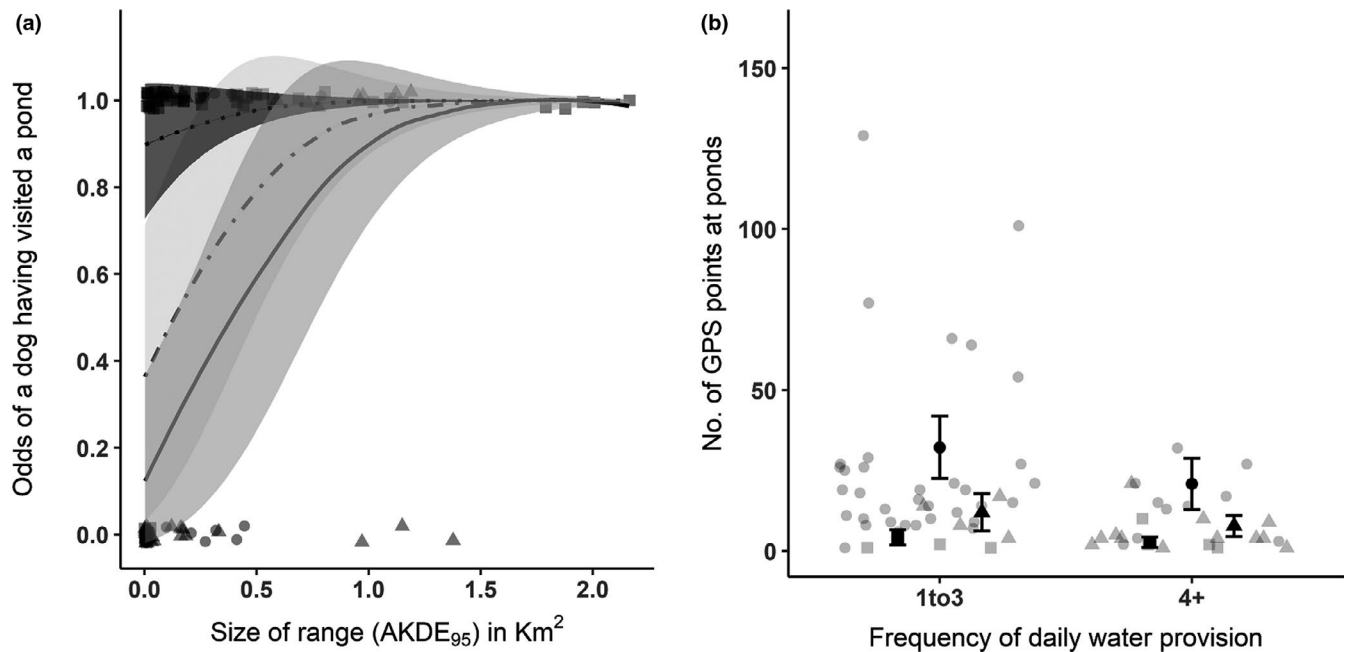 (a)
Odds of a dog having visited a pond
1.0
0.8
0.6
0.4
0.2
0.0
0.0 0.5 1.0 1.5 2.0
Size of range (AKDE₉₅) in Km²
(b)
No. of GPS points at ponds
150
100
50
0
1to3 4+
Frequency of daily water provision